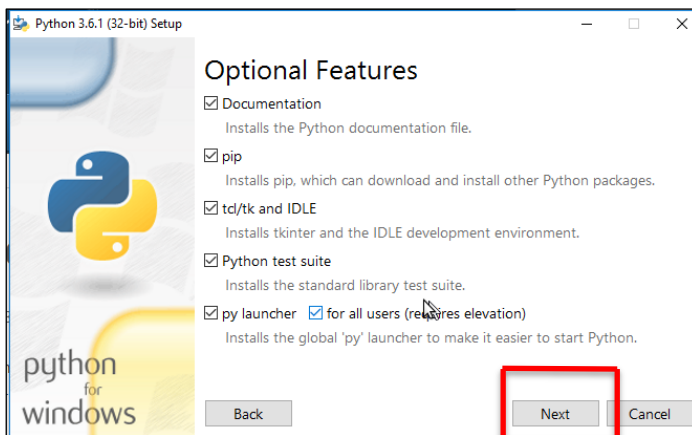 Python 3.6.1 (32-bit) Setup
Optional Features
Documentation
Installs the Python documentation file.
pip
Installs pip, which can download and install other Python packages.
tcl/tk and IDLE
Installs tkinter and the IDLE development environment.
Python test suite
Installs the standard library test suite.
py launcher for all users (requires elevation)
Installs the global 'py' launcher to make it easier to start Python.
python
for
windows
Back Next Cancel